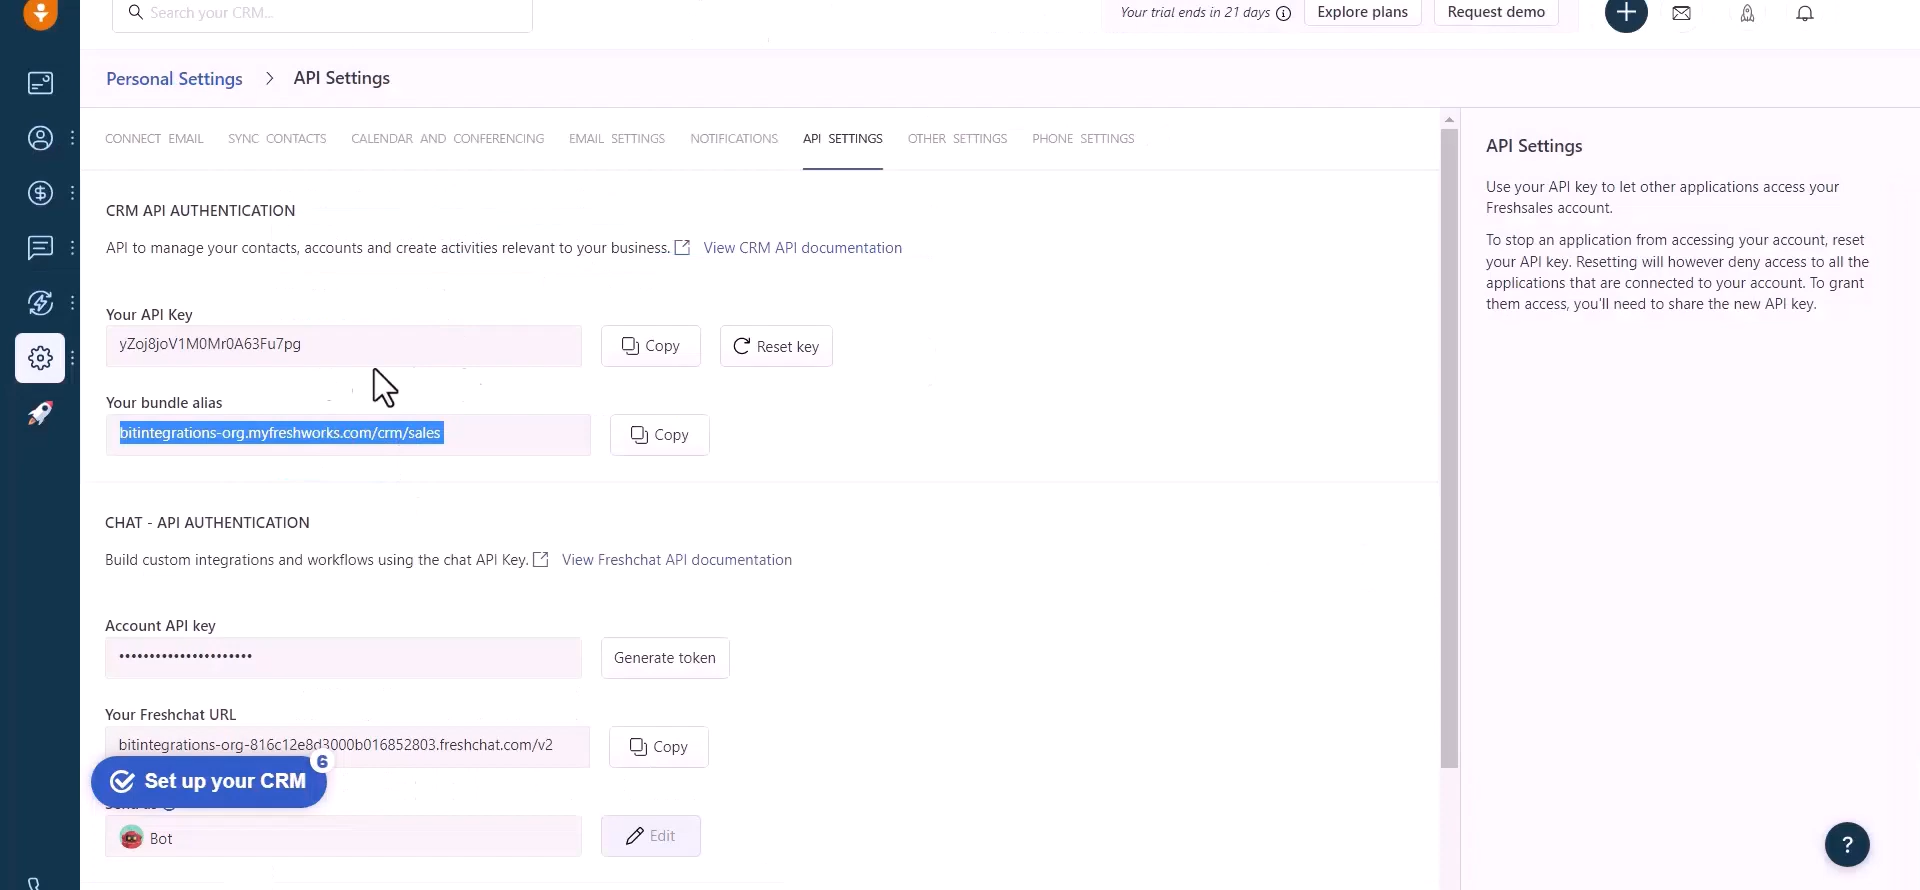 Search your CRM...
Your trial ends in 21 days
Explore plans
Request demo
Personal Settings > API Settings
CONNECT EMAIL
SYNC CONTACTS
CALENDAR AND CONFERENCING
EMAIL SETTINGS
NOTIFICATIONS
API SETTINGS
OTHER SETTINGS
PHONE SETTINGS
CRM API AUTHENTICATION
API to manage your contacts, accounts and create activities relevant to your business. View CRM API documentation
Your API Key
yZoj8joV1M0Mr0A63Fu7pg
Copy
Reset key
Your bundle alias
bitintegrations-org.myfreshworks.com/crm/sales
Copy
CHAT - API AUTHENTICATION
Build custom integrations and workflows using the chat API Key. View Freshchat API documentation
Account API key
••••••••••••••••••••••
Generate token
Your Freshchat URL
bitintegrations-org-816c12e8d3000b016852803.freshchat.com/v2
Copy
6
Set up your CRM
Bot
Edit
API Settings
Use your API key to let other applications access your
Freshsales account.
To stop an application from accessing your account, reset
your API key. Resetting will however deny access to all the
applications that are connected to your account. To grant
them access, you'll need to share the new API key.
?